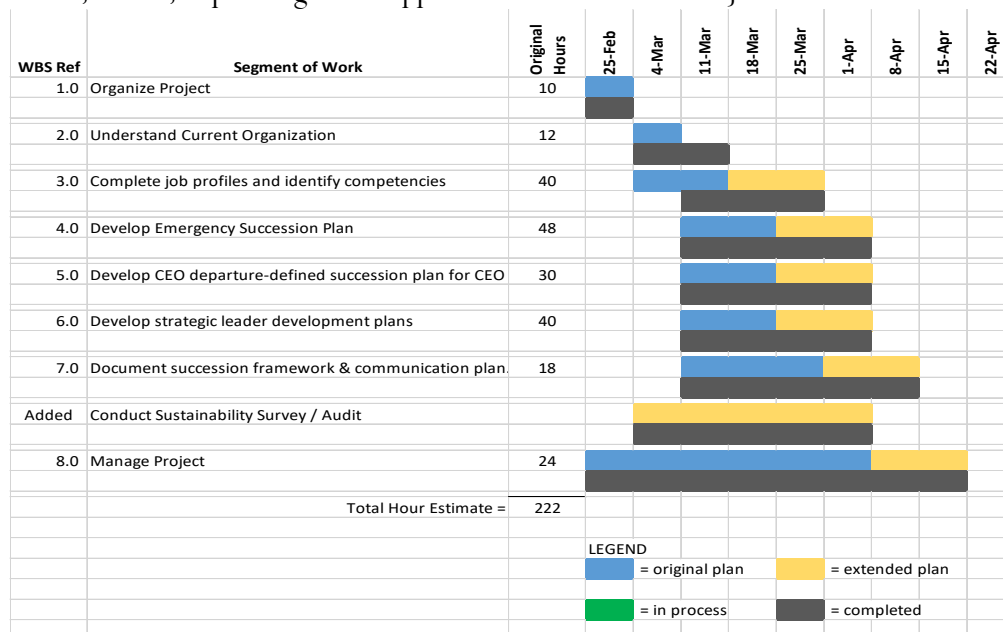 WBS Ref Segment of Work Original Hours 25-Feb 4-Mar 11-Mar 18-Mar 25-Mar 1-Apr 8-Apr 15-Apr 22-Apr
1.0 Organize Project 10
2.0 Understand Current Organization 12
3.0 Complete job profiles and identify competencies 40
4.0 Develop Emergency Succession Plan 48
5.0 Develop CEO departure-defined succession plan for CEO 30
6.0 Develop strategic leader development plans 40
7.0 Document succession framework & communication plan. 18
Added Conduct Sustainability Survey / Audit
8.0 Manage Project 24
Total Hour Estimate = 222
LEGEND
= original plan = extended plan
= in process = completed